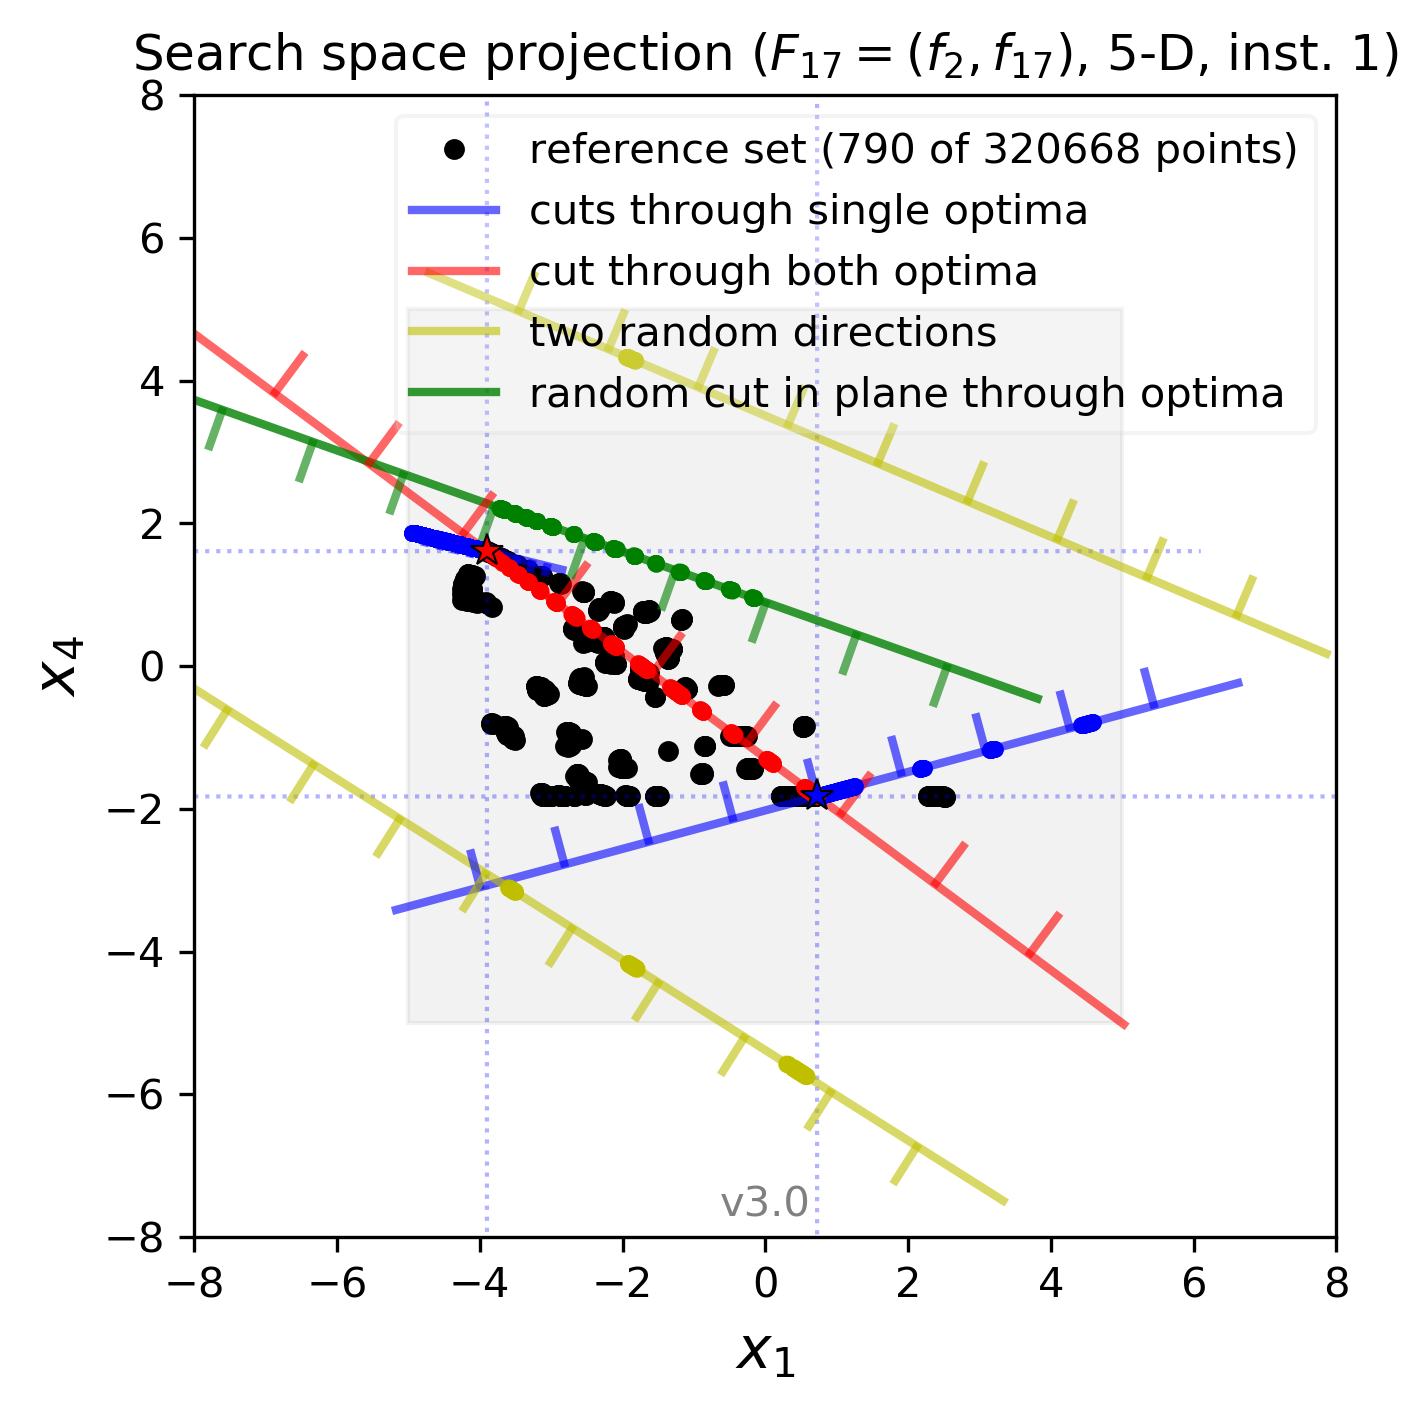 Search space projection (F₁₇ = (f₂, f₁₇), 5-D, inst. 1)
reference set (790 of 320668 points)
cuts through single optima
cut through both optima
two random directions
random cut in plane through optima
8
6
4
2
0
−2
−4
−6
−8
x₄
v3.0
−8 −6 −4 −2 0 2 4 6 8
x₁